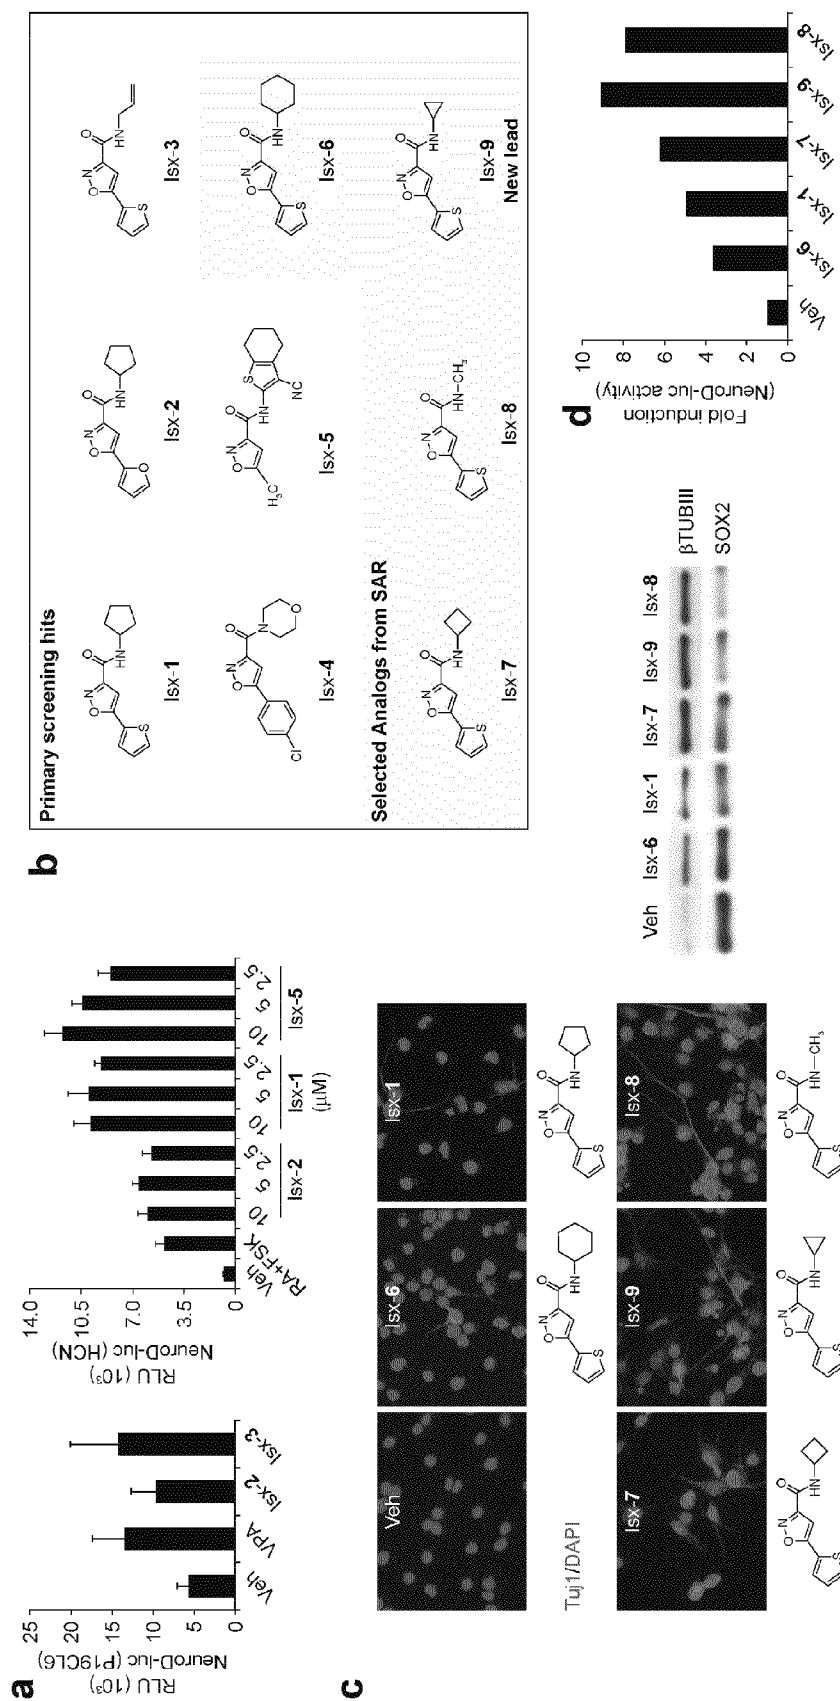 a
RLU (10³)
NeuroD-luc (P19CL6)
25
20
15
10
5
0
Veh
VPA
Isx-2
Isx-3
RLU (10³)
NeuroD-luc (HCN)
14.0
10.5
7.0
3.5
0
Veh
RA+FSK
10
5
2.5
10
5
2.5
10
5
2.5
Isx-2
Isx-1
Isx-5
(μM)
b
Primary screening hits
Isx-1
Isx-2
Isx-3
Cl
H₃C
NC
Isx-4
Isx-5
Isx-6
Selected Analogs from SAR
CH₃
Isx-7
Isx-8
Isx-9
New lead
c
Veh
Isx-6
Isx-1
Tuj1/DAPI
Isx-7
Isx-9
Isx-8
CH₃
Veh
Isx-6
Isx-1
Isx-7
Isx-9
Isx-8
βTUBIII
SOX2
d
Fold induction
(NeuroD-luc activity)
10
8
6
4
2
0
Veh
Isx-6
Isx-1
Isx-7
Isx-9
Isx-8